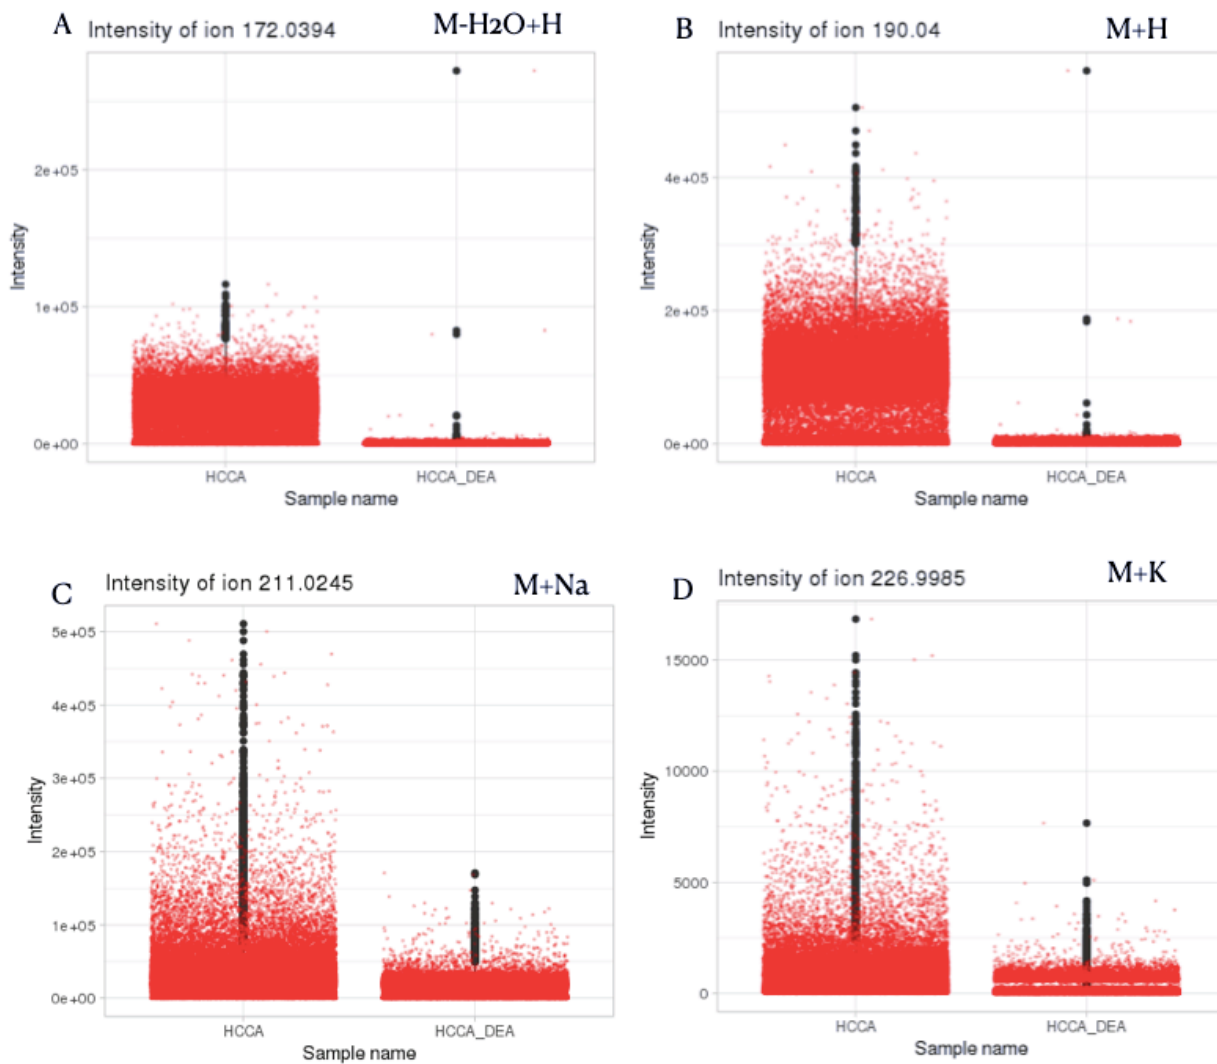 A Intensity of ion 172.0394 M-H2O+H
Intensity
2e+05
1e+05
0e+00
HCCA HCCA_DEA
Sample name
B Intensity of ion 190.04 M+H
Intensity
4e+05
2e+05
0e+00
HCCA HCCA_DEA
Sample name
C Intensity of ion 211.0245 M+Na
Intensity
5e+05
4e+05
3e+05
2e+05
1e+05
0e+00
HCCA HCCA_DEA
Sample name
D Intensity of ion 226.9985 M+K
Intensity
15000
10000
5000
0
HCCA HCCA_DEA
Sample name